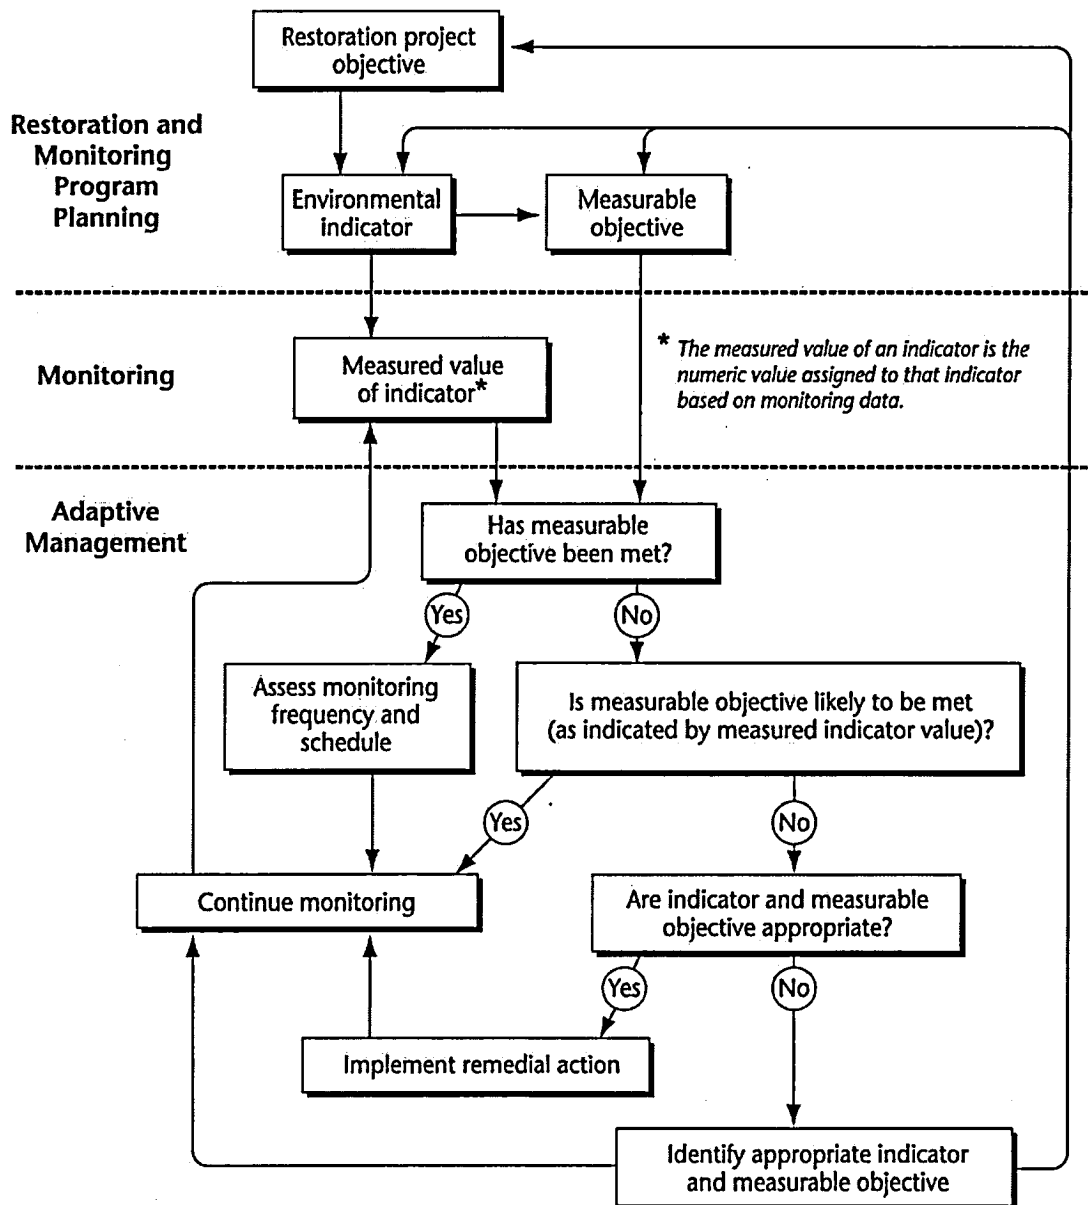 Restoration project
objective
Restoration and
Monitoring
Program
Planning
Environmental
indicator
Measurable
objective
Monitoring
Measured value
of indicator*
* The measured value of an indicator is the
numeric value assigned to that indicator
based on monitoring data.
Adaptive
Management
Has measurable
objective been met?
Yes
No
Assess monitoring
frequency and
schedule
Is measurable objective likely to be met
(as indicated by measured indicator value)?
Yes
No
Continue monitoring
Are indicator and measurable
objective appropriate?
Yes
No
Implement remedial action
Identify appropriate indicator
and measurable objective